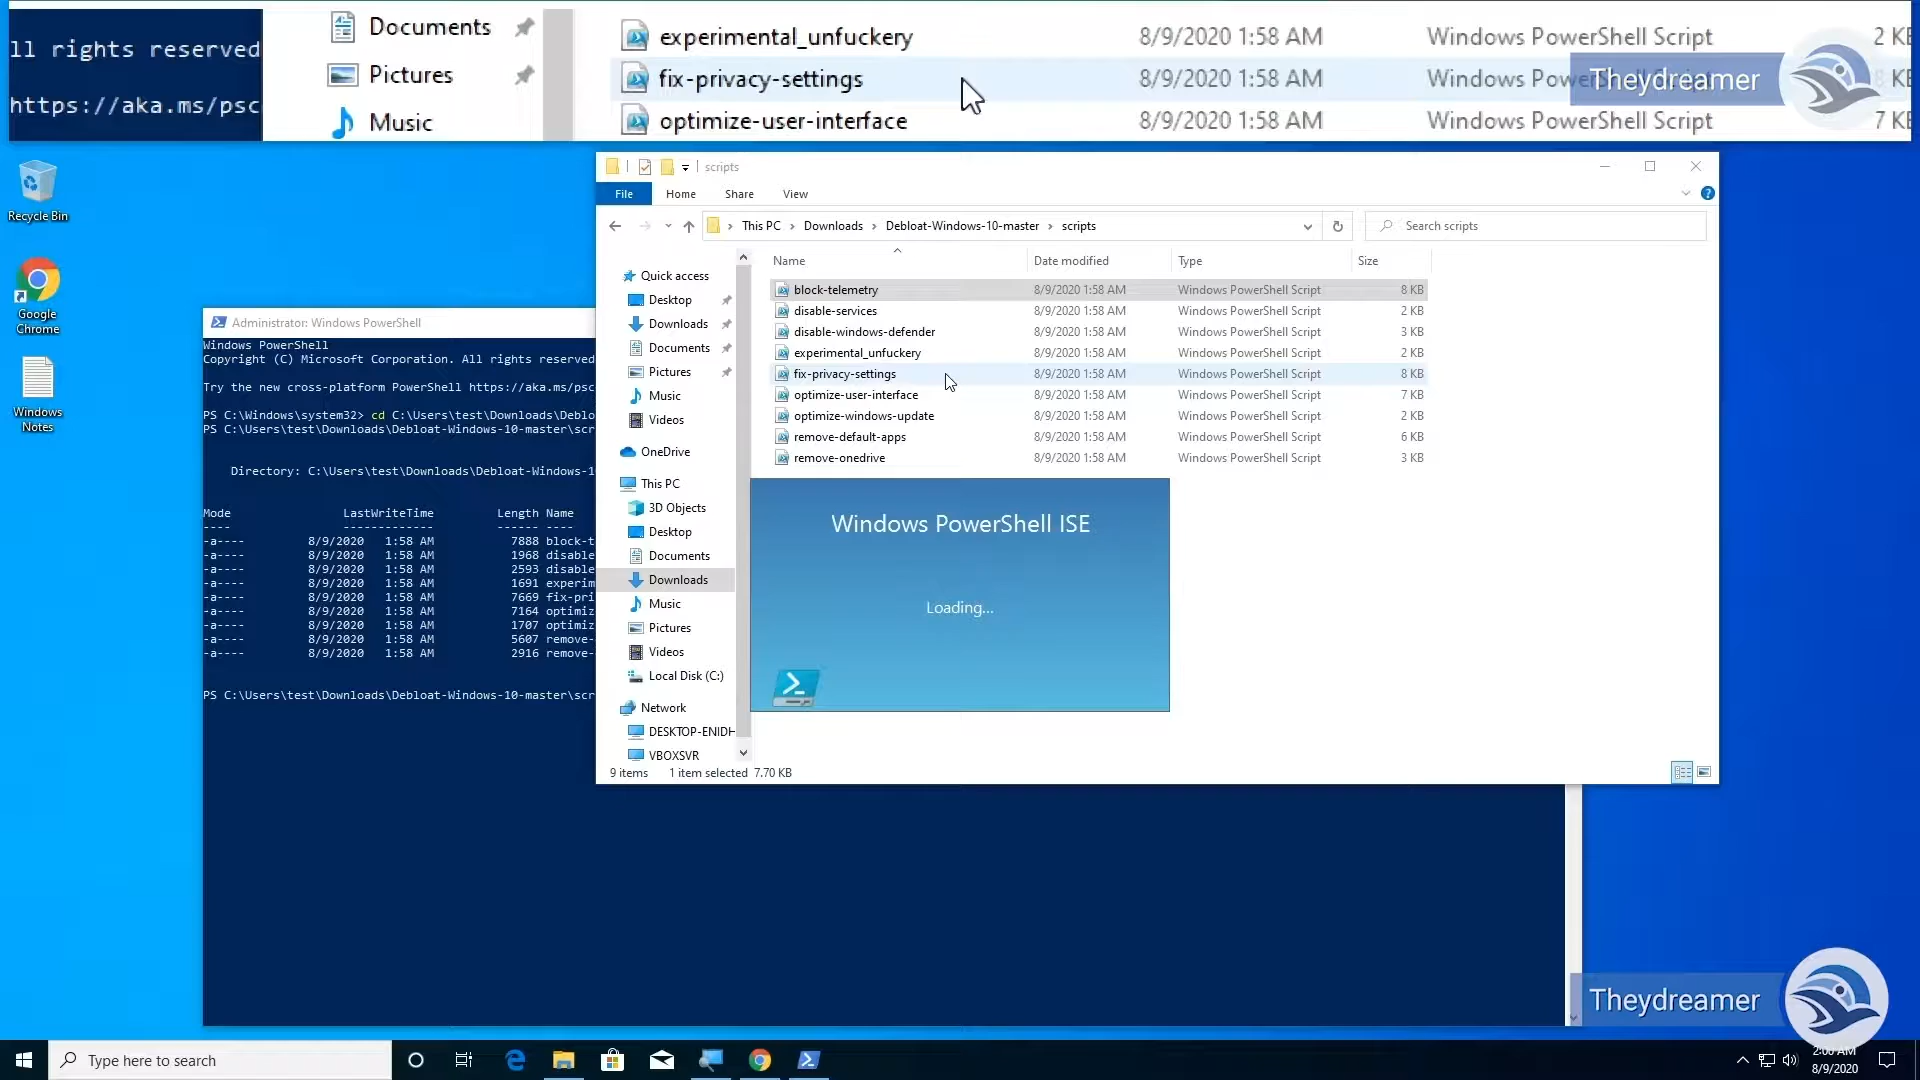 ll rights reserved
https://aka.ms/psc
Documents
Pictures
Music
experimental_unfuckery 8/9/2020 1:58 AM Windows PowerShell Script 2 KB
fix-privacy-settings 8/9/2020 1:58 AM Windows PowerShell Script 8 KB
optimize-user-interface 8/9/2020 1:58 AM Windows PowerShell Script 7 KB
Theydreamer
Recycle Bin
Google
Chrome
Windows
Notes
scripts
File Home Share View
This PC > Downloads > Debloat-Windows-10-master > scripts
Search scripts
Name Date modified Type Size
block-telemetry 8/9/2020 1:58 AM Windows PowerShell Script 8 KB
disable-services 8/9/2020 1:58 AM Windows PowerShell Script 2 KB
disable-windows-defender 8/9/2020 1:58 AM Windows PowerShell Script 3 KB
experimental_unfuckery 8/9/2020 1:58 AM Windows PowerShell Script 2 KB
fix-privacy-settings 8/9/2020 1:58 AM Windows PowerShell Script 8 KB
optimize-user-interface 8/9/2020 1:58 AM Windows PowerShell Script 7 KB
optimize-windows-update 8/9/2020 1:58 AM Windows PowerShell Script 2 KB
remove-default-apps 8/9/2020 1:58 AM Windows PowerShell Script 6 KB
remove-onedrive 8/9/2020 1:58 AM Windows PowerShell Script 3 KB
Quick access
Desktop
Downloads
Documents
Pictures
Music
Videos
OneDrive
This PC
3D Objects
Desktop
Documents
Downloads
Music
Pictures
Videos
Local Disk (C:)
Network
DESKTOP-ENIDH
VBOXSVR
9 items 1 item selected 7.70 KB
Windows PowerShell ISE
Loading...
Administrator: Windows PowerShell
Windows PowerShell
Copyright (C) Microsoft Corporation. All rights reserved
Try the new cross-platform PowerShell https://aka.ms/psc
PS C:\Windows\system32> cd C:\Users\test\Downloads\Deblo
PS C:\Users\test\Downloads\Debloat-Windows-10-master\scr
Directory: C:\Users\test\Downloads\Debloat-Windows-1
Mode LastWriteTime Length Name
---- ------------- ------ ----
-a---- 8/9/2020 1:58 AM 7888 block-t
-a---- 8/9/2020 1:58 AM 1968 disable
-a---- 8/9/2020 1:58 AM 2593 disable
-a---- 8/9/2020 1:58 AM 1691 experim
-a---- 8/9/2020 1:58 AM 7669 fix-pri
-a---- 8/9/2020 1:58 AM 7164 optimiz
-a---- 8/9/2020 1:58 AM 1707 optimiz
-a---- 8/9/2020 1:58 AM 5607 remove-
-a---- 8/9/2020 1:58 AM 2916 remove-
PS C:\Users\test\Downloads\Debloat-Windows-10-master\scr
Theydreamer
Type here to search
2:00 AM
8/9/2020